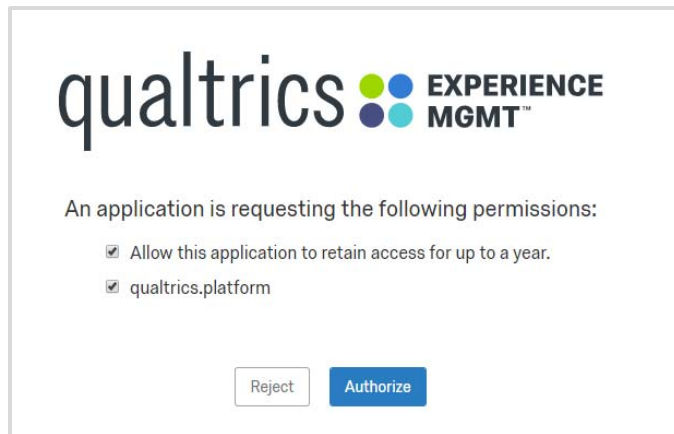 qualtrics EXPERIENCE
MGMT™
An application is requesting the following permissions:
Allow this application to retain access for up to a year.
qualtrics.platform
Reject Authorize